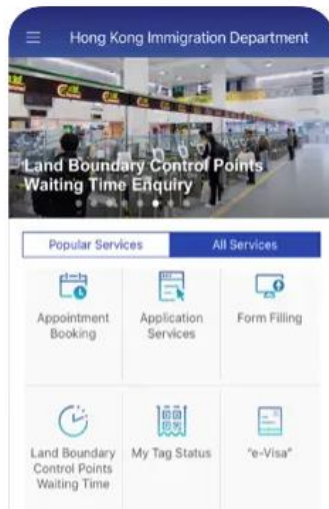 Hong Kong Immigration Department
Land Boundary Control Points
Waiting Time Enquiry
Popular Services
All Services
Appointment
Booking
Application
Services
Form Filling
Land Boundary
Control Points
Waiting Time
My Tag Status
"e-Visa"